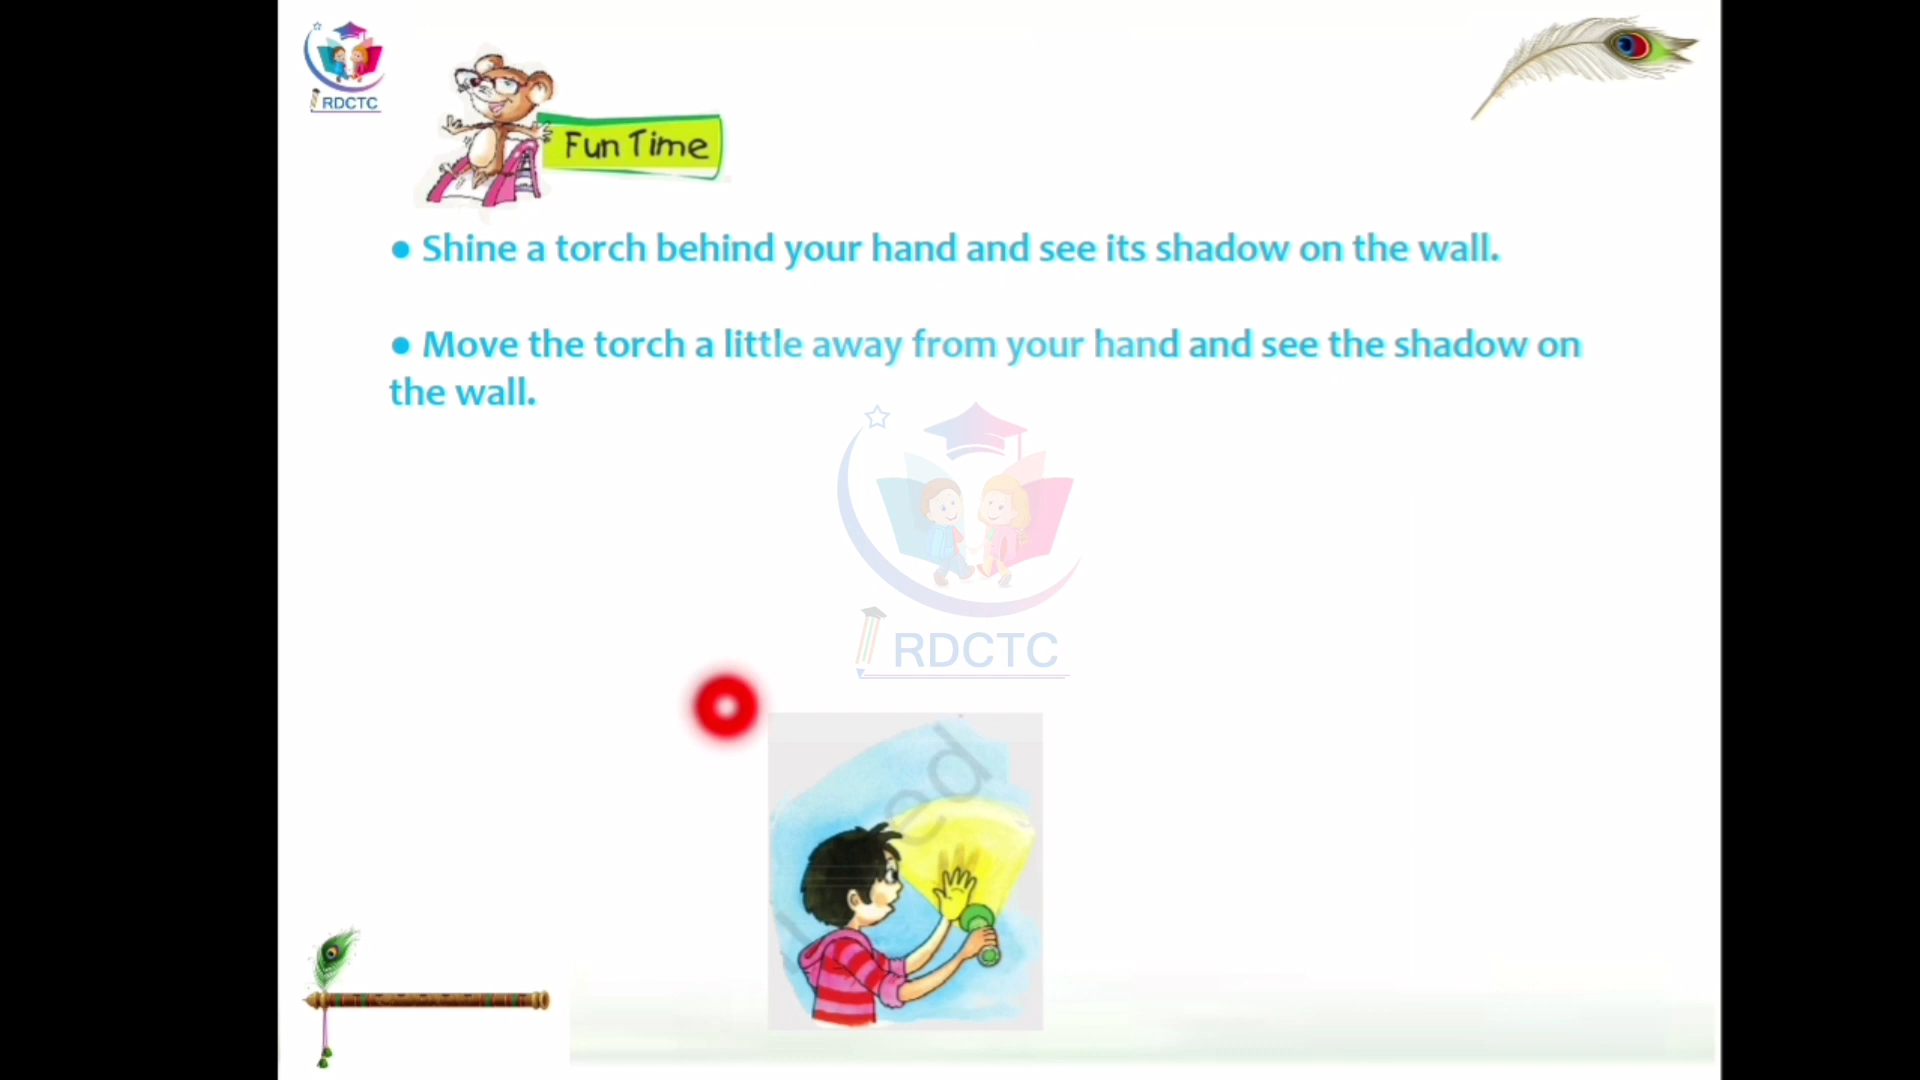 RDCTC
Fun Time
● Shine a torch behind your hand and see its shadow on the wall.
● Move the torch a little away from your hand and see the shadow on
the wall.
RDCTC
ed